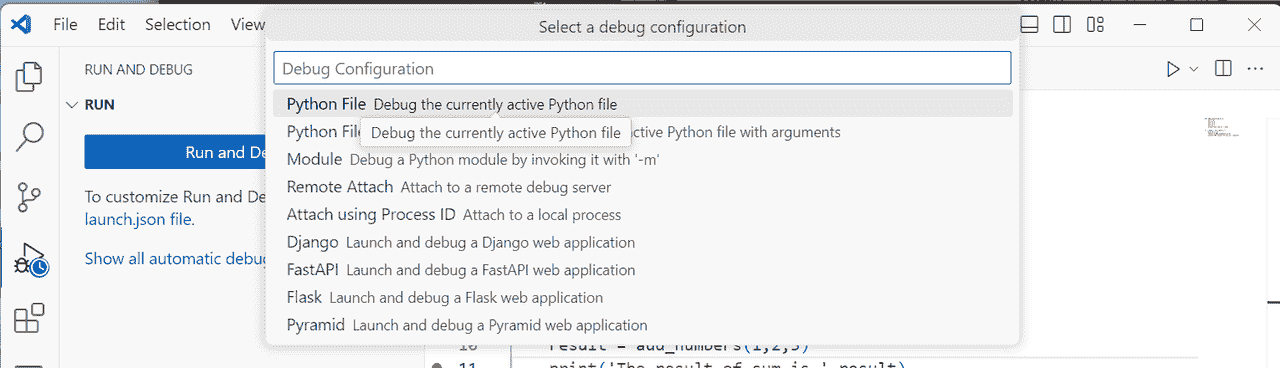 File Edit Selection View
Select a debug configuration
RUN AND DEBUG
Debug Configuration
RUN
Python File Debug the currently active Python file
Debug the currently active Python file
Python File active Python file with arguments
Run and De
Module Debug a Python module by invoking it with '-m'
To customize Run and De
Remote Attach Attach to a remote debug server
launch.json file.
Attach using Process ID Attach to a local process
Django Launch and debug a Django web application
Show all automatic debug
FastAPI Launch and debug a FastAPI web application
Flask Launch and debug a Flask web application
Pyramid Launch and debug a Pyramid web application
10 result = add_numbers(1,2,3)
11 print('The result of sum is ' result)